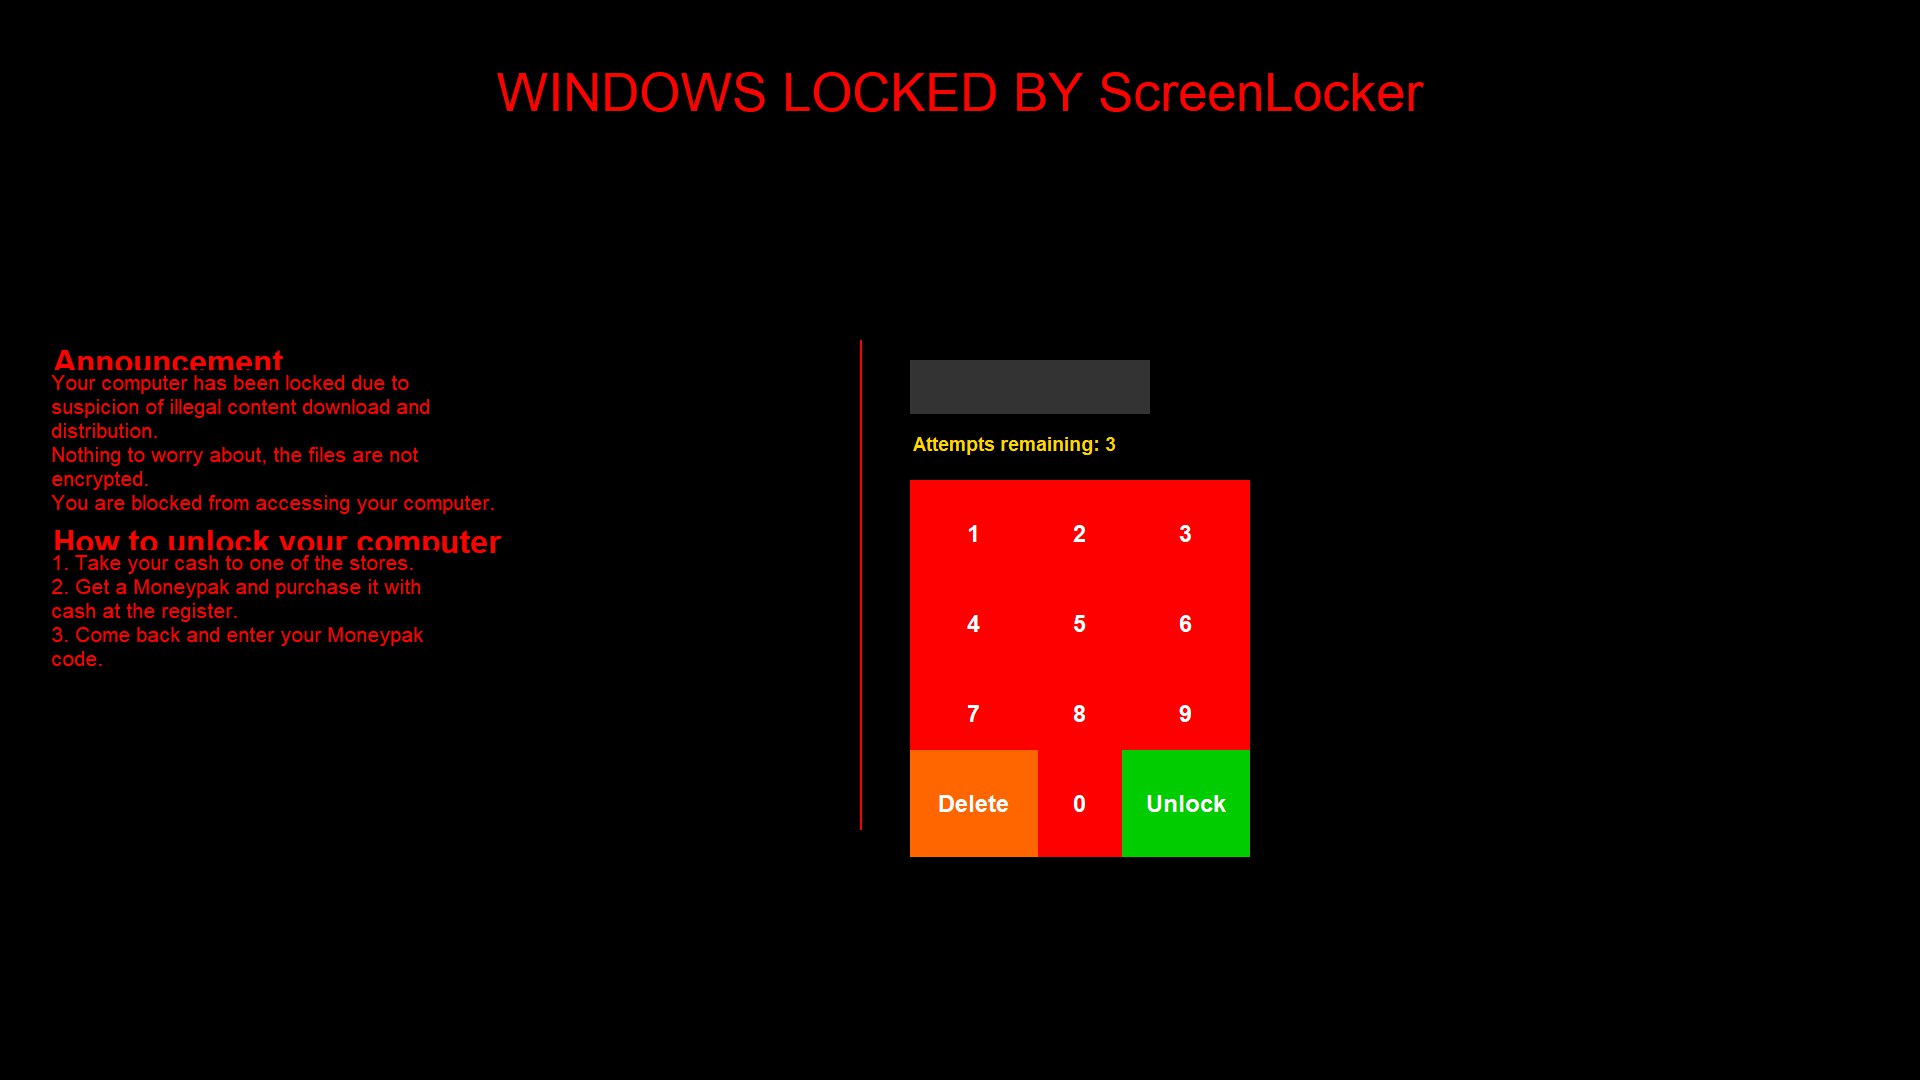 WINDOWS LOCKED BY ScreenLocker
Announcement
Your computer has been locked due to
suspicion of illegal content download and
distribution.
Nothing to worry about, the files are not
encrypted.
You are blocked from accessing your computer.
How to unlock your computer
1. Take your cash to one of the stores.
2. Get a Moneypak and purchase it with
cash at the register.
3. Come back and enter your Moneypak
code.
Attempts remaining: 3
1 2 3
4 5 6
7 8 9
Delete 0 Unlock